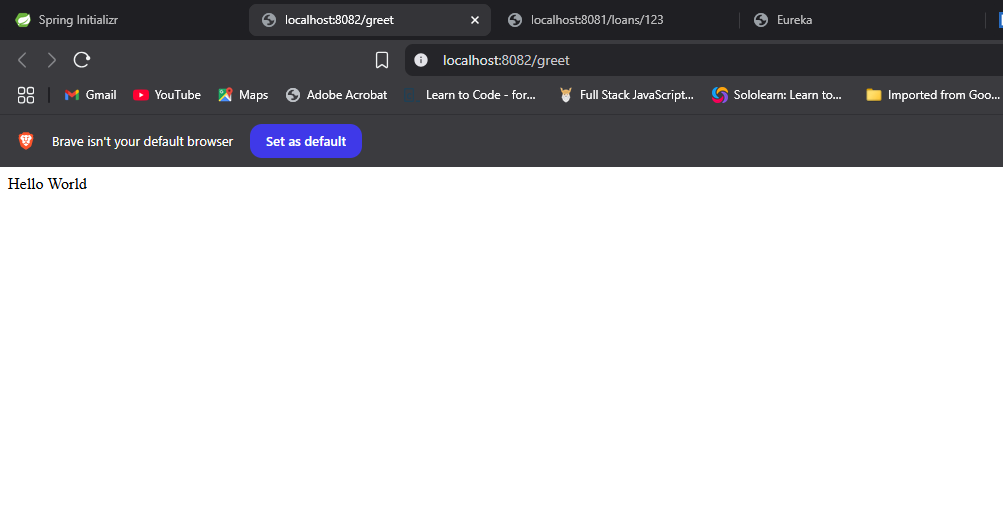 Spring Initializr localhost:8082/greet localhost:8081/loans/123 Eureka
localhost:8082/greet
Gmail YouTube Maps Adobe Acrobat Learn to Code - for... Full Stack JavaScript... Sololearn: Learn to... Imported from Goo...
Brave isn't your default browser Set as default
Hello World